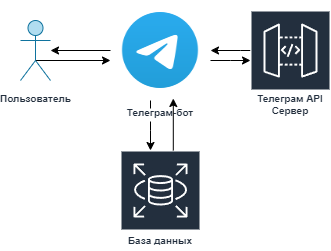 Пользователь
Телеграм-бот
Телеграм API
Сервер
База данных